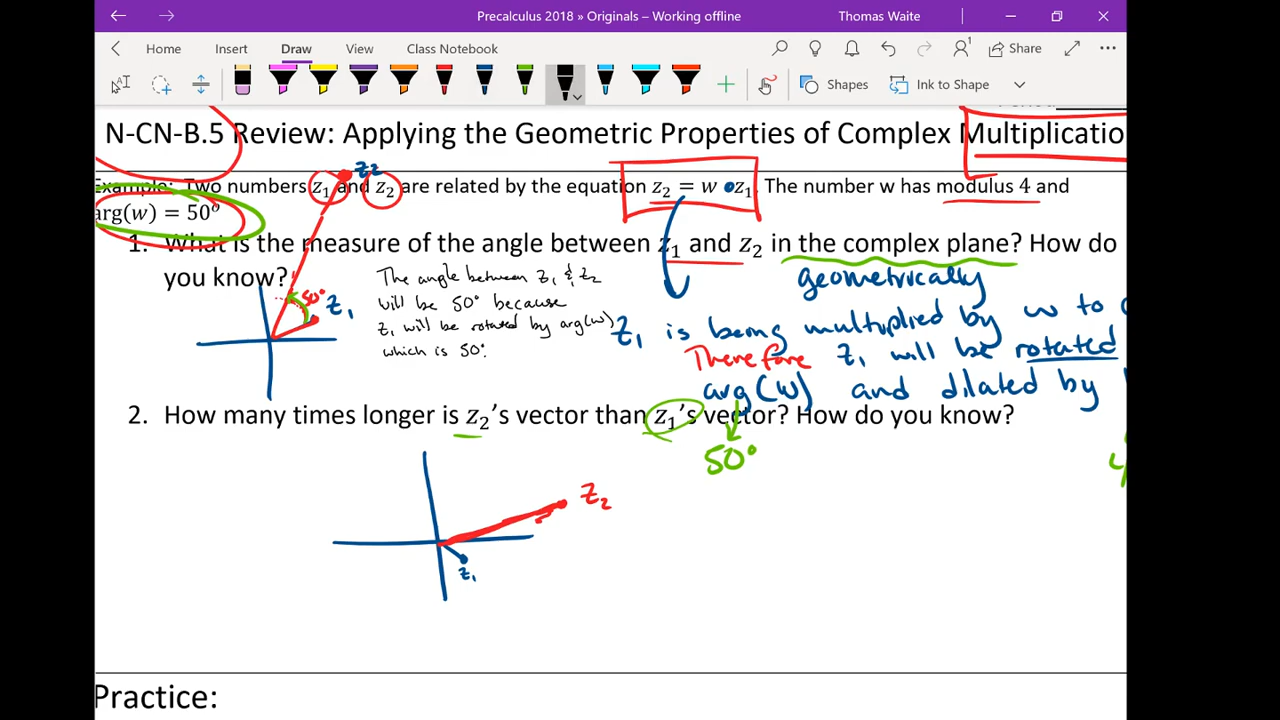 Precalculus 2018 » Originals – Working offline
Thomas Waite
Home Insert Draw View Class Notebook
Share
Shapes
Ink to Shape
N-CN-B.5 Review: Applying the Geometric Properties of Complex Multiplicatio
z2
Example: Two numbers z₁ and z₂ are related by the equation z₂ = w • z₁. The number w has modulus 4 and
arg(w) = 50°
1. What is the measure of the angle between z₁ and z₂ in the complex plane? How do
you know?
geometrically
The angle between z₁ & z₂
will be 50° because
z₁ will be rotated by arg(w)
which is 50°.
50°
z₁
z₁ is being multiplied by w to
Therefore z₁ will be rotated
arg(w) and dilated by
2. How many times longer is z₂’s vector than z₁’s vector? How do you know?
50°
4
z₂
z₁
Practice: